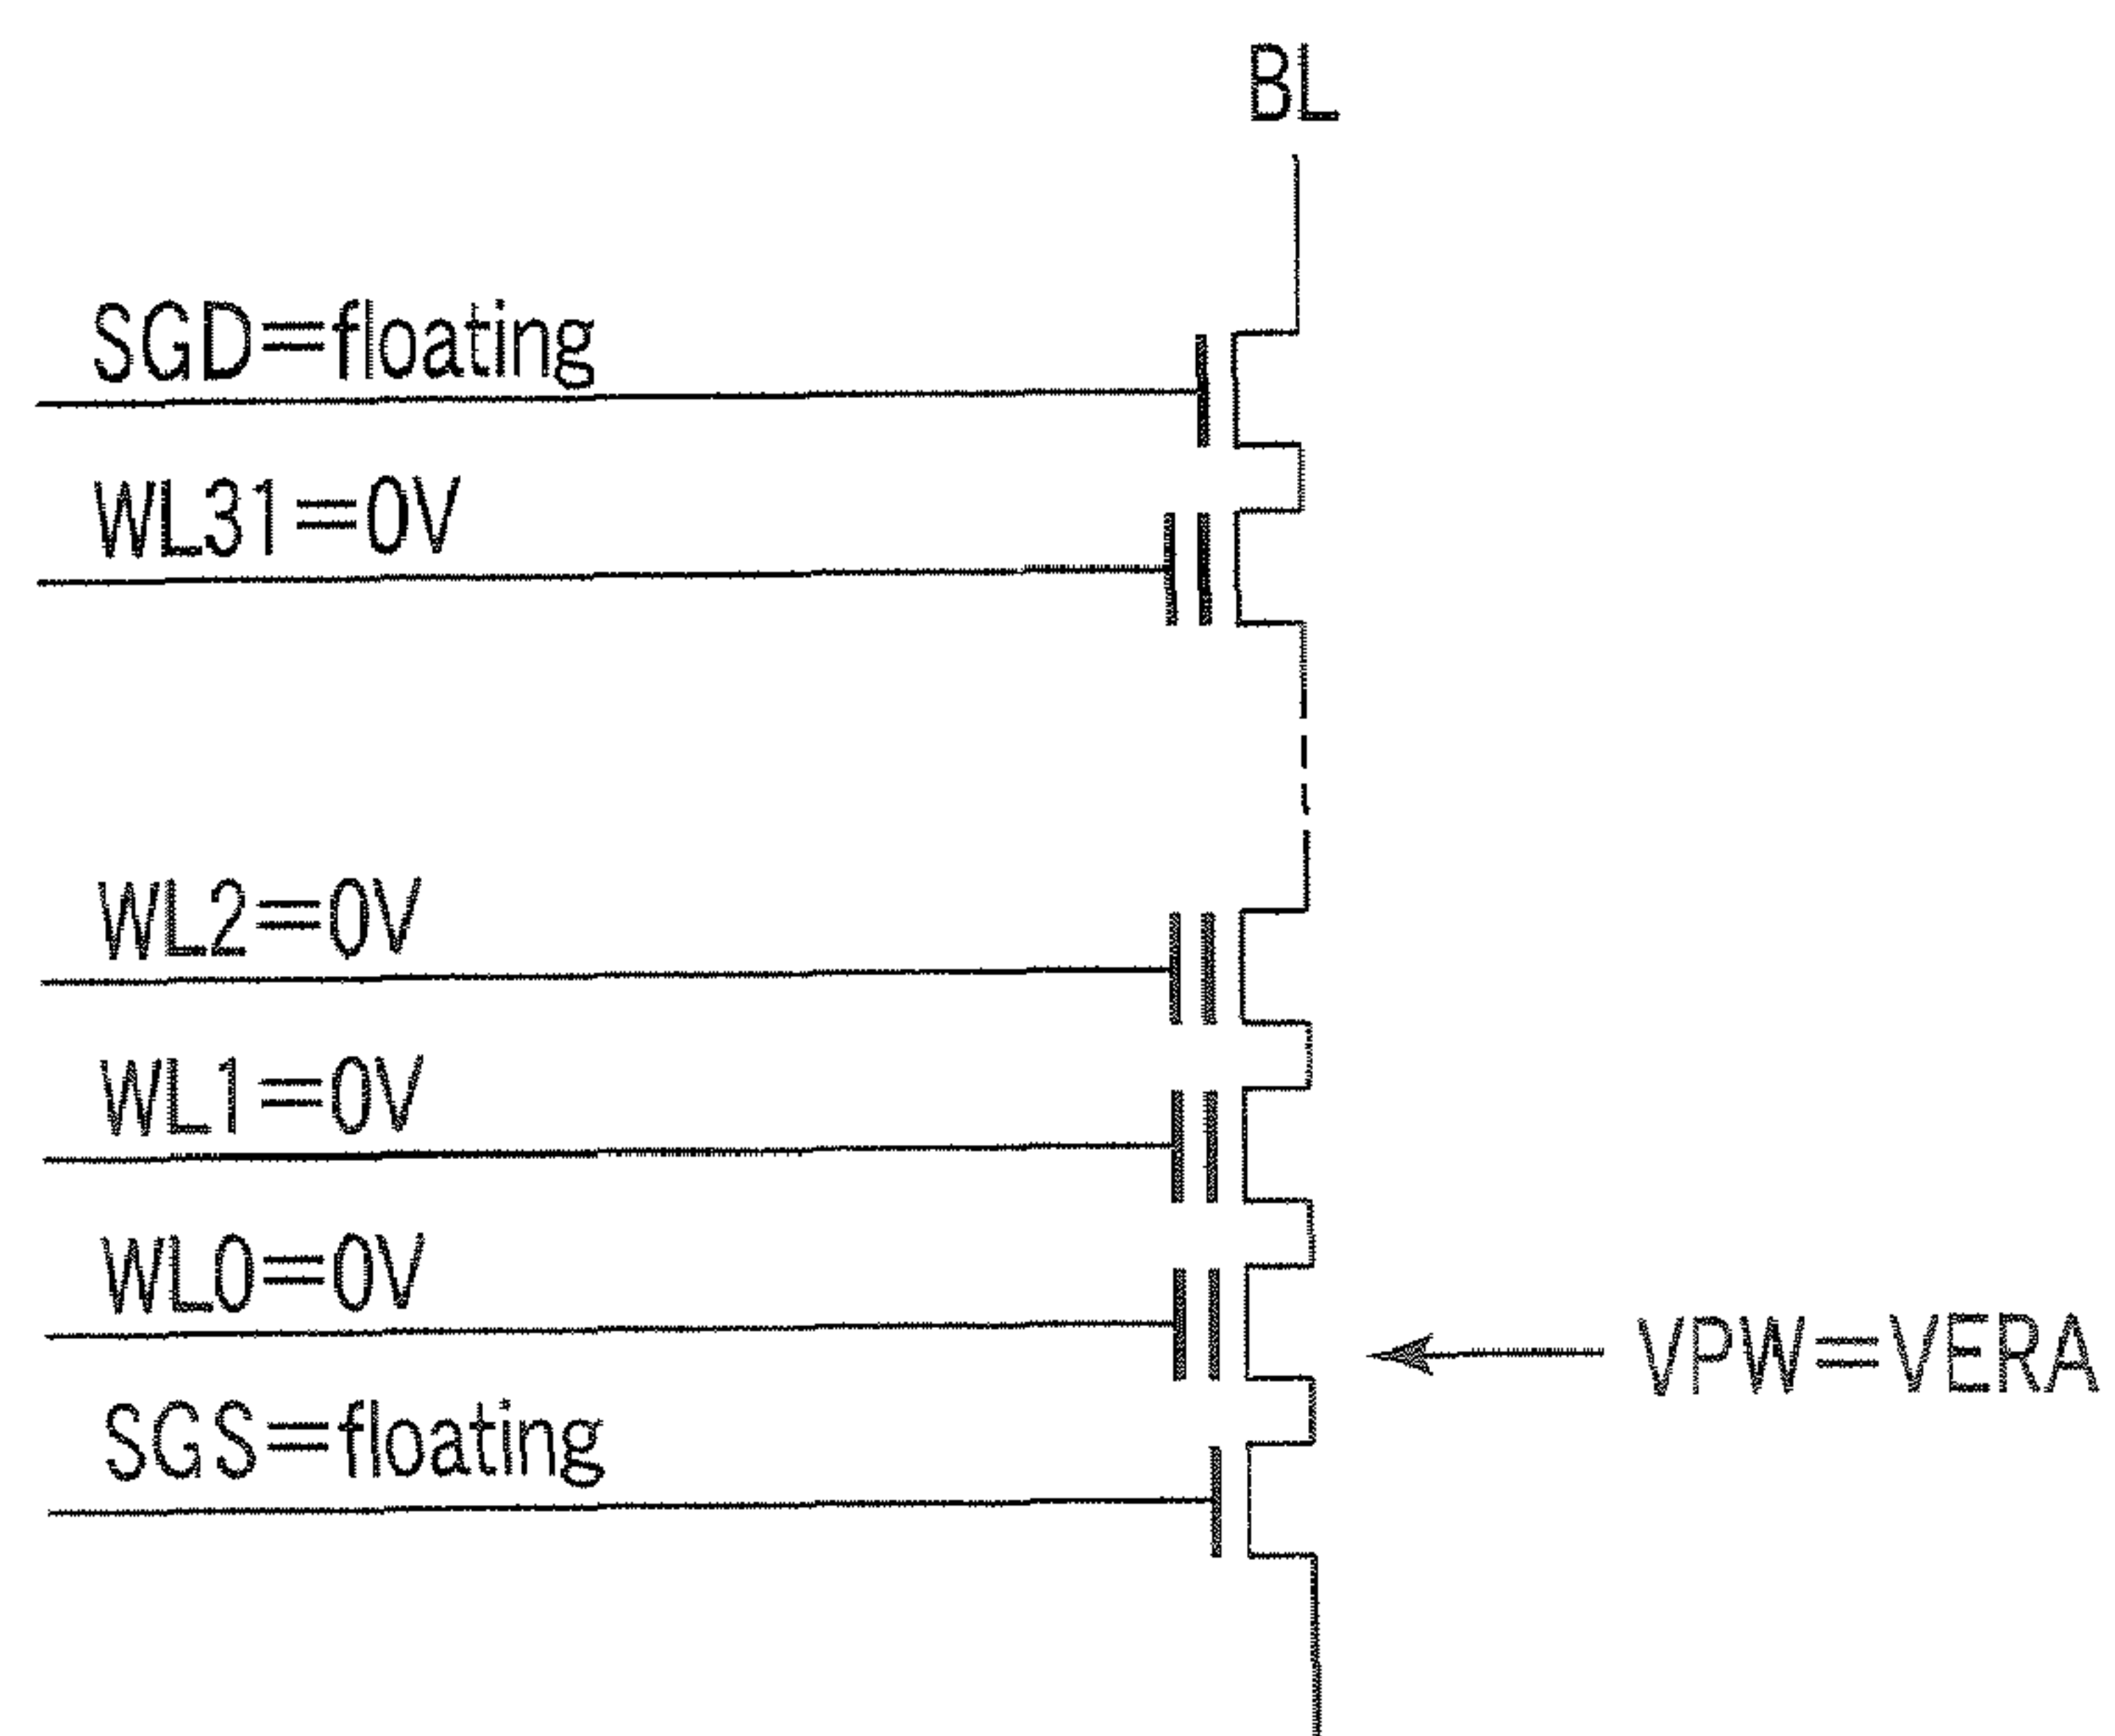 BL
SGD=floating
WL31=0V
WL2=0V
WL1=0V
WL0=0V
VPW=VERA
SGS=floating